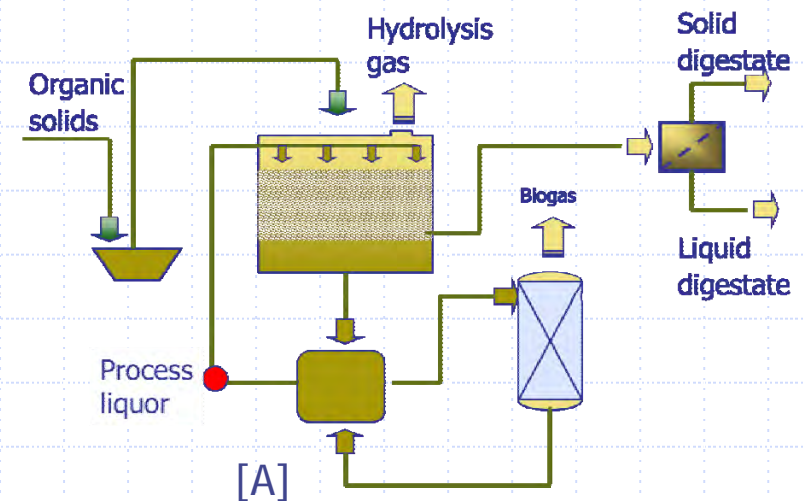 Hydrolysis
gas
Solid
digestate
Organic
solids
Biogas
Liquid
digestate
Process
liquor
[A]